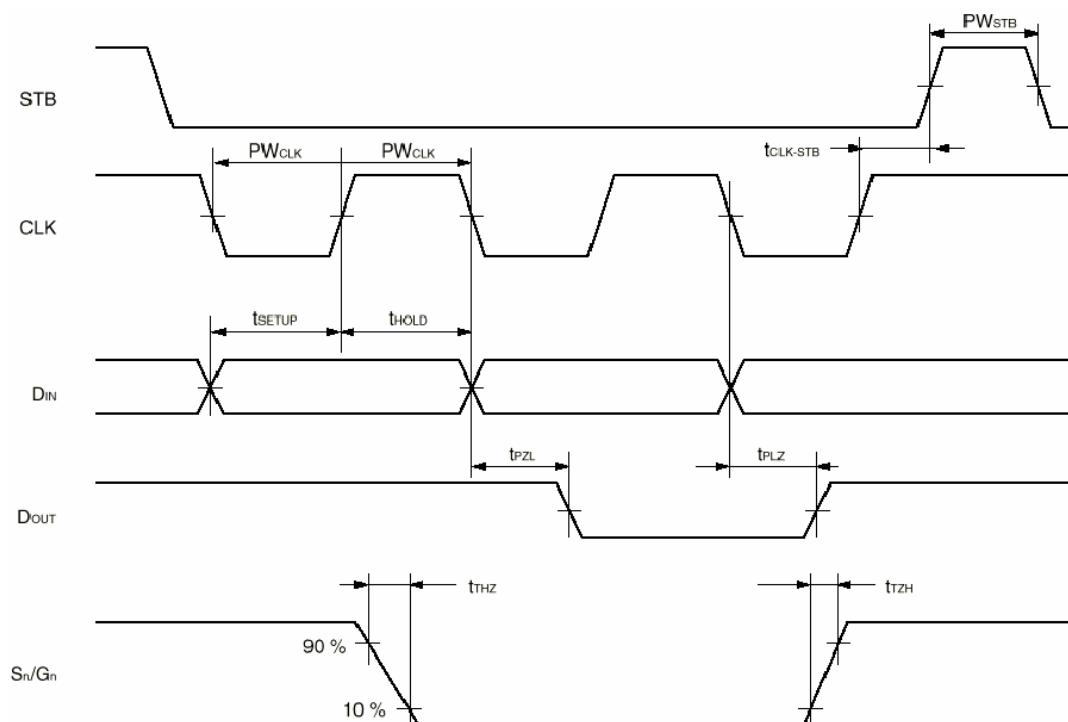 PWSTB
STB
tCLK-STB
PWCLK PWCLK
CLK
tSETUP tHOLD
DIN
tPZL tPLZ
DOUT
tTHZ tTZH
90 %
Sn/Gn
10 %